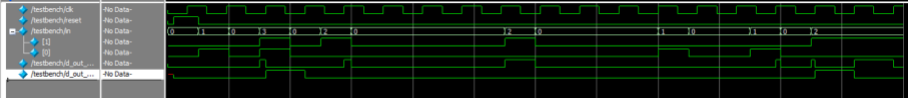 /testbench/clk -No Data-
/testbench/reset -No Data-
/testbench/in -No Data- 0 1 0 3 0 2 0 2 0 1 0 1 0 2
[1] -No Data-
[0] -No Data-
/testbench/d_out_... -No Data-
/testbench/d_out_... -No Data-